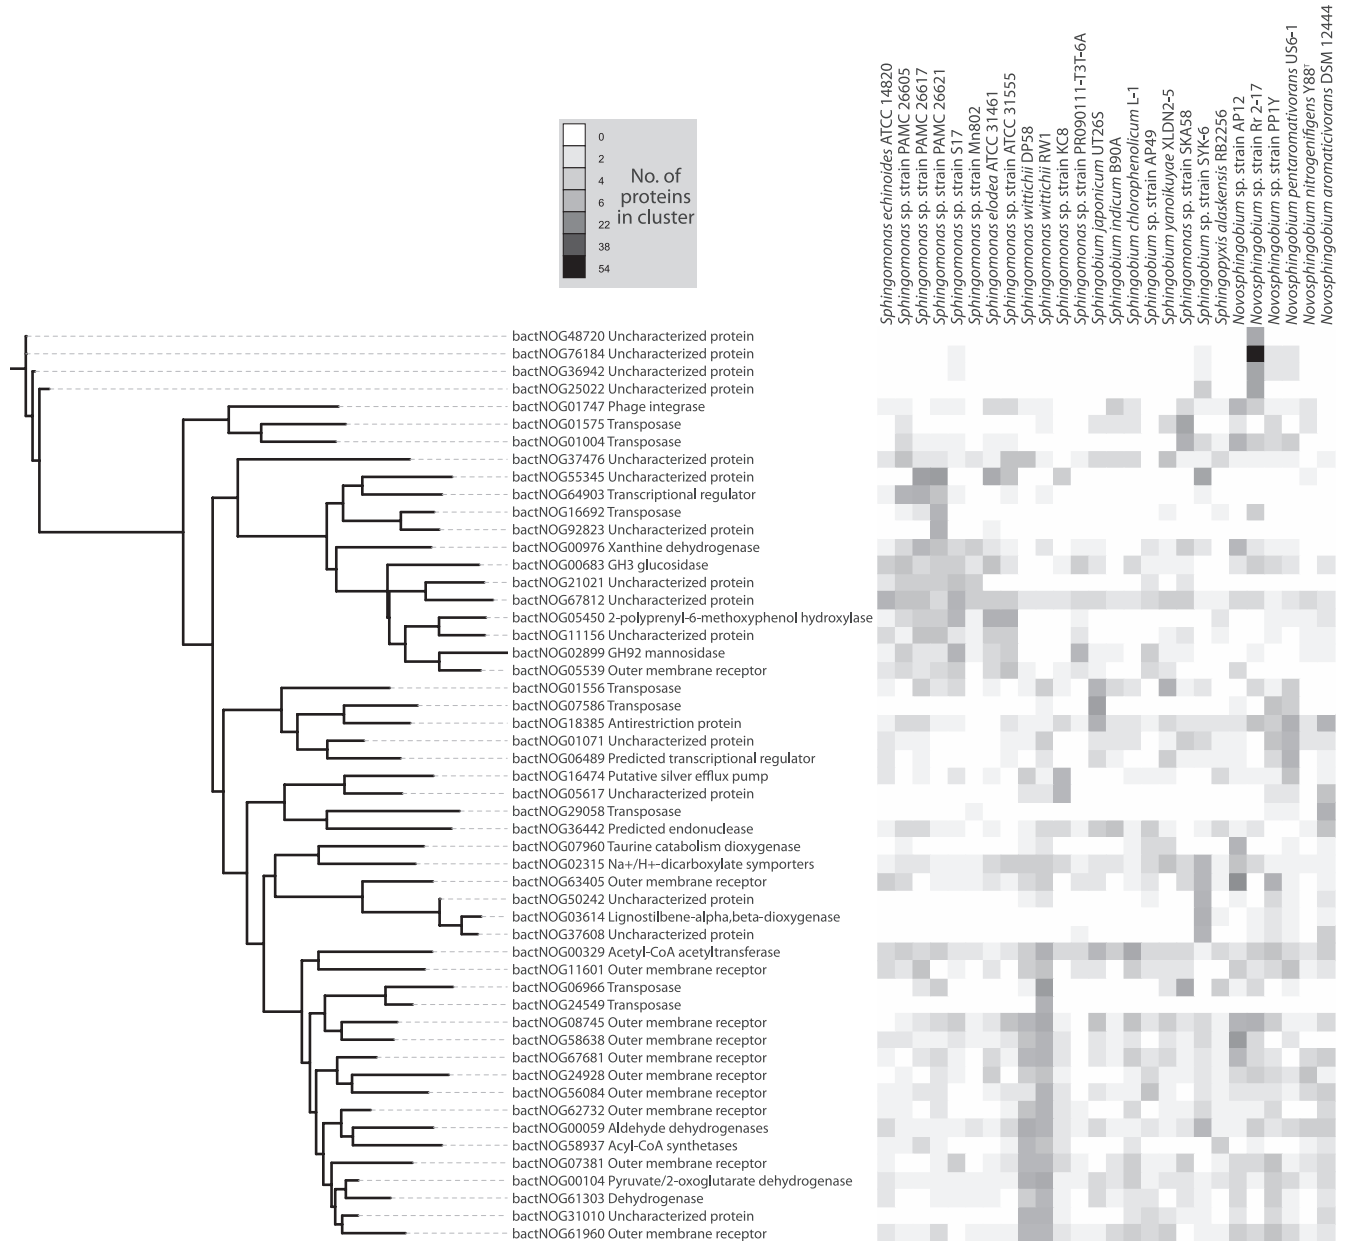 Sphingomonas echinoides ATCC 14820
Sphingomonas sp. strain PAMC 26605
Sphingomonas sp. strain PAMC 26617
Sphingomonas sp. strain PAMC 26621
Sphingomonas sp. strain S17
Sphingomonas sp. strain Mn802
Sphingomonas elodea ATCC 31461
Sphingomonas sp. strain ATCC 31555
Sphingomonas wittichii DP58
Sphingomonas wittichii RW1
Sphingomonas sp. strain KC8
Sphingomonas sp. strain PR090111-T3T-6A
Sphingobium japonicum UT26S
Sphingobium indicum B90A
Sphingobium chlorophenolicum L-1
Sphingobium sp. strain AP49
Sphingobium yanoikuyae XLDN2-5
Sphingomonas sp. strain SKA58
Sphingobium sp. strain SYK-6
Sphingopyxis alaskensis RB2256
Novosphingobium sp. strain AP12
Novosphingobium sp. strain Rr 2-17
Novosphingobium sp. strain PP1Y
Novosphingobium pentaromativorans US6-1
Novosphingobium nitrogenifigens Y88ᵀ
Novosphingobium aromaticivorans DSM 12444
0
2
4
6
22
38
54
No. of
proteins
in cluster
bactNOG48720 Uncharacterized protein
bactNOG76184 Uncharacterized protein
bactNOG36942 Uncharacterized protein
bactNOG25022 Uncharacterized protein
bactNOG01747 Phage integrase
bactNOG01575 Transposase
bactNOG01004 Transposase
bactNOG37476 Uncharacterized protein
bactNOG55345 Uncharacterized protein
bactNOG64903 Transcriptional regulator
bactNOG16692 Transposase
bactNOG92823 Uncharacterized protein
bactNOG00976 Xanthine dehydrogenase
bactNOG00683 GH3 glucosidase
bactNOG21021 Uncharacterized protein
bactNOG67812 Uncharacterized protein
bactNOG05450 2-polyprenyl-6-methoxyphenol hydroxylase
bactNOG11156 Uncharacterized protein
bactNOG02899 GH92 mannosidase
bactNOG05539 Outer membrane receptor
bactNOG01556 Transposase
bactNOG07586 Transposase
bactNOG18385 Antirestriction protein
bactNOG01071 Uncharacterized protein
bactNOG06489 Predicted transcriptional regulator
bactNOG16474 Putative silver efflux pump
bactNOG05617 Uncharacterized protein
bactNOG29058 Transposase
bactNOG36442 Predicted endonuclease
bactNOG07960 Taurine catabolism dioxygenase
bactNOG02315 Na+/H+-dicarboxylate symporters
bactNOG63405 Outer membrane receptor
bactNOG50242 Uncharacterized protein
bactNOG03614 Lignostilbene-alpha,beta-dioxygenase
bactNOG37608 Uncharacterized protein
bactNOG00329 Acetyl-CoA acetyltransferase
bactNOG11601 Outer membrane receptor
bactNOG06966 Transposase
bactNOG24549 Transposase
bactNOG08745 Outer membrane receptor
bactNOG58638 Outer membrane receptor
bactNOG67681 Outer membrane receptor
bactNOG24928 Outer membrane receptor
bactNOG56084 Outer membrane receptor
bactNOG62732 Outer membrane receptor
bactNOG00059 Aldehyde dehydrogenases
bactNOG58937 Acyl-CoA synthetases
bactNOG07381 Outer membrane receptor
bactNOG00104 Pyruvate/2-oxoglutarate dehydrogenase
bactNOG61303 Dehydrogenase
bactNOG31010 Uncharacterized protein
bactNOG61960 Outer membrane receptor